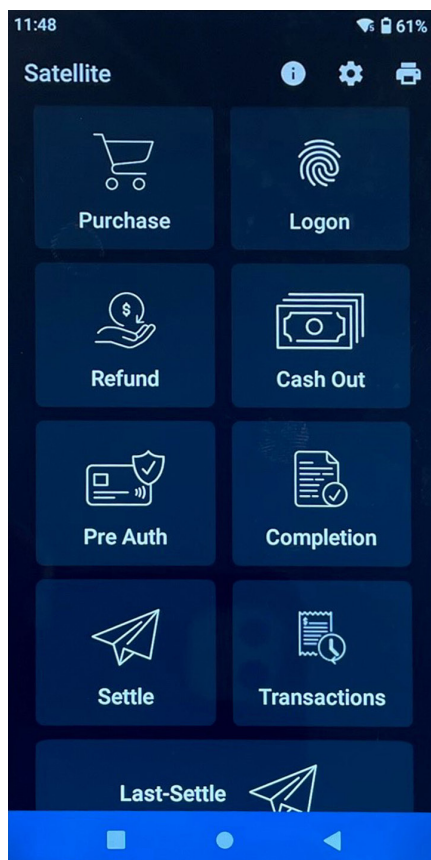 11:48 61%
Satellite
Purchase Logon
Refund Cash Out
Pre Auth Completion
Settle Transactions
Last-Settle